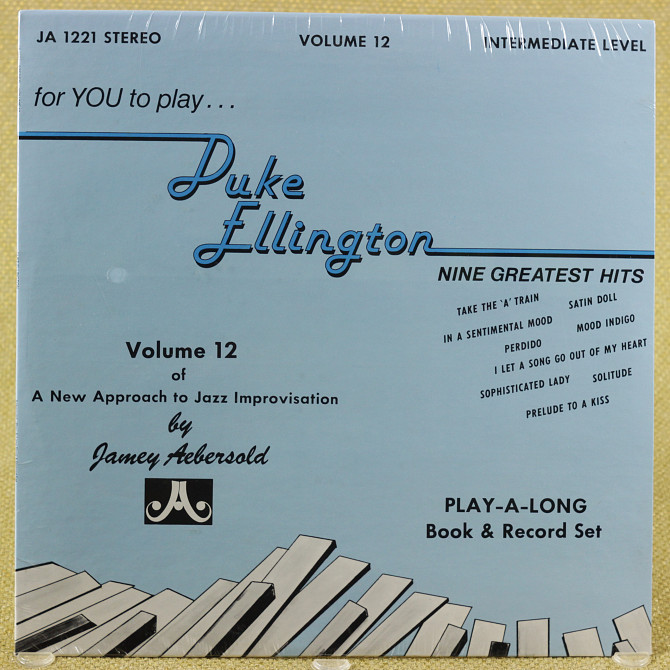 JA 1221 STEREO
VOLUME 12
INTERMEDIATE LEVEL
for YOU to play...
Duke
Ellington
NINE GREATEST HITS
TAKE THE 'A' TRAIN
SATIN DOLL
IN A SENTIMENTAL MOOD
MOOD INDIGO
PERDIDO
I LET A SONG GO OUT OF MY HEART
SOPHISTICATED LADY
SOLITUDE
PRELUDE TO A KISS
Volume 12
of
A New Approach to Jazz Improvisation
by
Jamey Aebersold
JA
PLAY-A-LONG
Book & Record Set